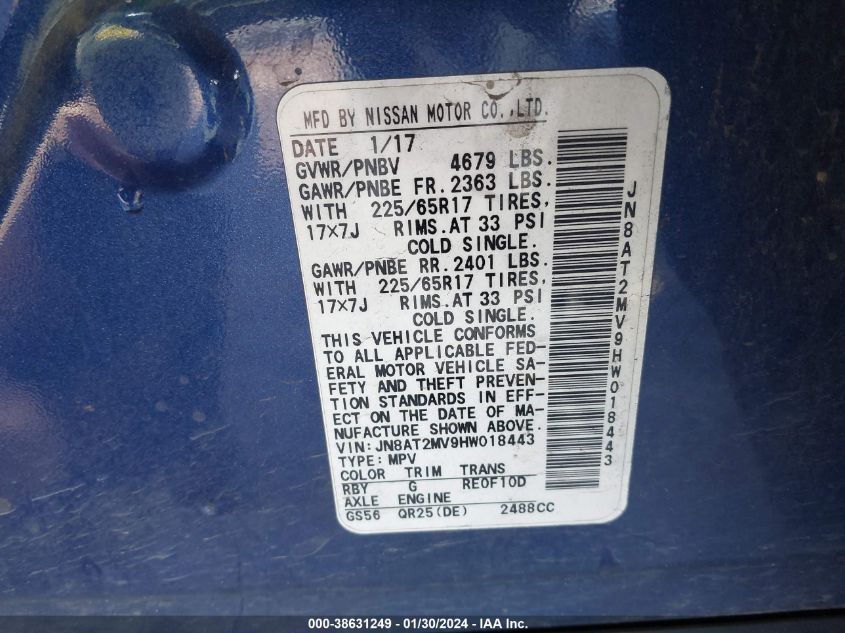 MFD BY NISSAN MOTOR CO.,LTD.
DATE 1/17
GVWR/PNBV 4679 LBS.
GAWR/PNBE FR. 2363 LBS.
WITH 225/65R17 TIRES,
17×7J RIMS.AT 33 PSI
COLD SINGLE.
GAWR/PNBE RR. 2401 LBS.
WITH 225/65R17 TIRES,
17×7J RIMS.AT 33 PSI
COLD SINGLE.
THIS VEHICLE CONFORMS
TO ALL APPLICABLE FED-
ERAL MOTOR VEHICLE SA-
FETY AND THEFT PREVEN-
TION STANDARDS IN EFF-
ECT ON THE DATE OF MA-
NUFACTURE SHOWN ABOVE.
VIN:JN8AT2MV9HW018443
TYPE:MPV
COLOR TRIM TRANS
RBY G RE0F10D
AXLE ENGINE
GS56 QR25(DE) 2488CC
JN8AT2MV9HW018443
000-38631249 - 01/30/2024 - IAA Inc.